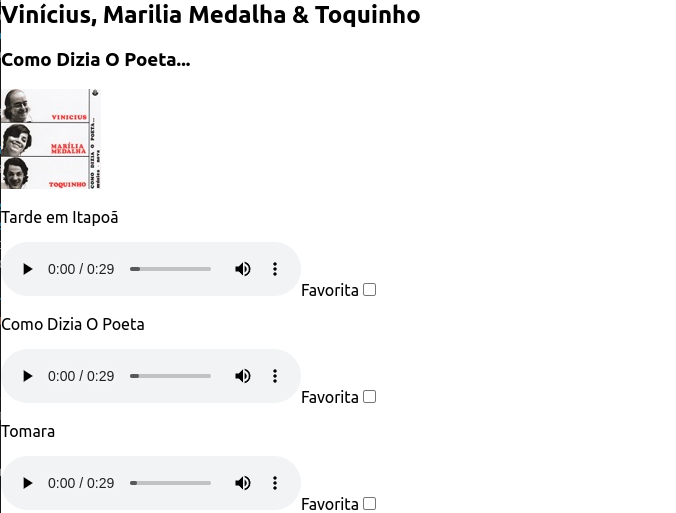 Vinícius, Marilia Medalha & Toquinho
Como Dizia O Poeta...
VINICIUS
MARÍLIA
MEDALHA
TOQUINHO
COMO DIZIA O POETA...
Tarde em Itapoã
0:00 / 0:29
Favorita
Como Dizia O Poeta
0:00 / 0:29
Favorita
Tomara
0:00 / 0:29
Favorita